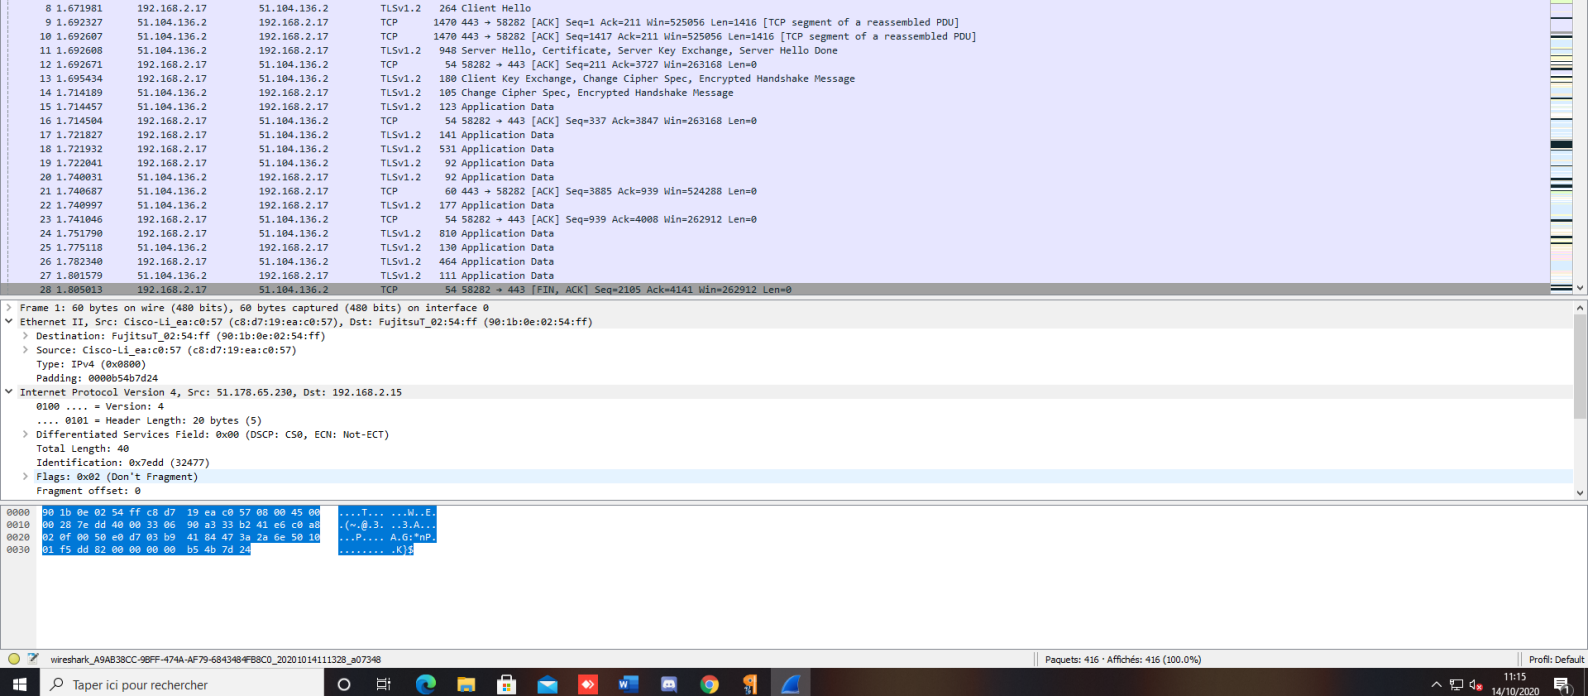 8 1.671981 192.168.2.17 51.104.136.2 TLSv1.2 264 Client Hello
9 1.692327 51.104.136.2 192.168.2.17 TCP 1470 443 → 58282 [ACK] Seq=1 Ack=211 Win=525056 Len=1416 [TCP segment of a reassembled PDU]
10 1.692607 51.104.136.2 192.168.2.17 TCP 1470 443 → 58282 [ACK] Seq=1417 Ack=211 Win=525056 Len=1416 [TCP segment of a reassembled PDU]
11 1.692608 51.104.136.2 192.168.2.17 TLSv1.2 948 Server Hello, Certificate, Server Key Exchange, Server Hello Done
12 1.692671 192.168.2.17 51.104.136.2 TCP 54 58282 → 443 [ACK] Seq=211 Ack=3727 Win=263168 Len=0
13 1.695434 192.168.2.17 51.104.136.2 TLSv1.2 180 Client Key Exchange, Change Cipher Spec, Encrypted Handshake Message
14 1.714189 51.104.136.2 192.168.2.17 TLSv1.2 105 Change Cipher Spec, Encrypted Handshake Message
15 1.714457 51.104.136.2 192.168.2.17 TLSv1.2 123 Application Data
16 1.714504 192.168.2.17 51.104.136.2 TCP 54 58282 → 443 [ACK] Seq=337 Ack=3847 Win=263168 Len=0
17 1.721827 192.168.2.17 51.104.136.2 TLSv1.2 141 Application Data
18 1.721932 192.168.2.17 51.104.136.2 TLSv1.2 531 Application Data
19 1.722041 192.168.2.17 51.104.136.2 TLSv1.2 92 Application Data
20 1.740031 51.104.136.2 192.168.2.17 TLSv1.2 92 Application Data
21 1.740687 51.104.136.2 192.168.2.17 TCP 60 443 → 58282 [ACK] Seq=3885 Ack=939 Win=524288 Len=0
22 1.740997 51.104.136.2 192.168.2.17 TLSv1.2 177 Application Data
23 1.741046 192.168.2.17 51.104.136.2 TCP 54 58282 → 443 [ACK] Seq=939 Ack=4008 Win=262912 Len=0
24 1.751790 192.168.2.17 51.104.136.2 TLSv1.2 810 Application Data
25 1.775118 51.104.136.2 192.168.2.17 TLSv1.2 130 Application Data
26 1.782340 192.168.2.17 51.104.136.2 TLSv1.2 464 Application Data
27 1.801579 51.104.136.2 192.168.2.17 TLSv1.2 111 Application Data
28 1.805013 192.168.2.17 51.104.136.2 TCP 54 58282 → 443 [FIN, ACK] Seq=2105 Ack=4141 Win=262912 Len=0
Frame 1: 60 bytes on wire (480 bits), 60 bytes captured (480 bits) on interface 0
Ethernet II, Src: Cisco-Li_ea:c0:57 (c8:d7:19:ea:c0:57), Dst: FujitsuT_02:54:ff (90:1b:0e:02:54:ff)
Destination: FujitsuT_02:54:ff (90:1b:0e:02:54:ff)
Source: Cisco-Li_ea:c0:57 (c8:d7:19:ea:c0:57)
Type: IPv4 (0x0800)
Padding: 0000b54b7d24
Internet Protocol Version 4, Src: 51.178.65.230, Dst: 192.168.2.15
0100 .... = Version: 4
.... 0101 = Header Length: 20 bytes (5)
Differentiated Services Field: 0x00 (DSCP: CS0, ECN: Not-ECT)
Total Length: 40
Identification: 0x7edd (32477)
Flags: 0x02 (Don't Fragment)
Fragment offset: 0
0000 90 1b 0e 02 54 ff c8 d7 19 ea c0 57 08 00 45 00 ....T... ...W..E.
0010 00 28 7e dd 40 00 33 06 90 a3 33 b2 41 e6 c0 a8 .(~.@.3. ..3.A...
0020 02 0f 00 50 e0 d7 03 b9 41 84 47 3a 2a 6e 50 10 ...P.... A.G:*nP.
0030 01 f5 dd 82 00 00 00 00 b5 4b 7d 24 ........ .K}$
wireshark_A9AB38CC-9BFF-474A-AF79-6843484FB8C0_20201014111328_a07348
Paquets: 416 · Affichés: 416 (100.0%)
Profil: Default
Taper ici pour rechercher
11:15
14/10/2020
1